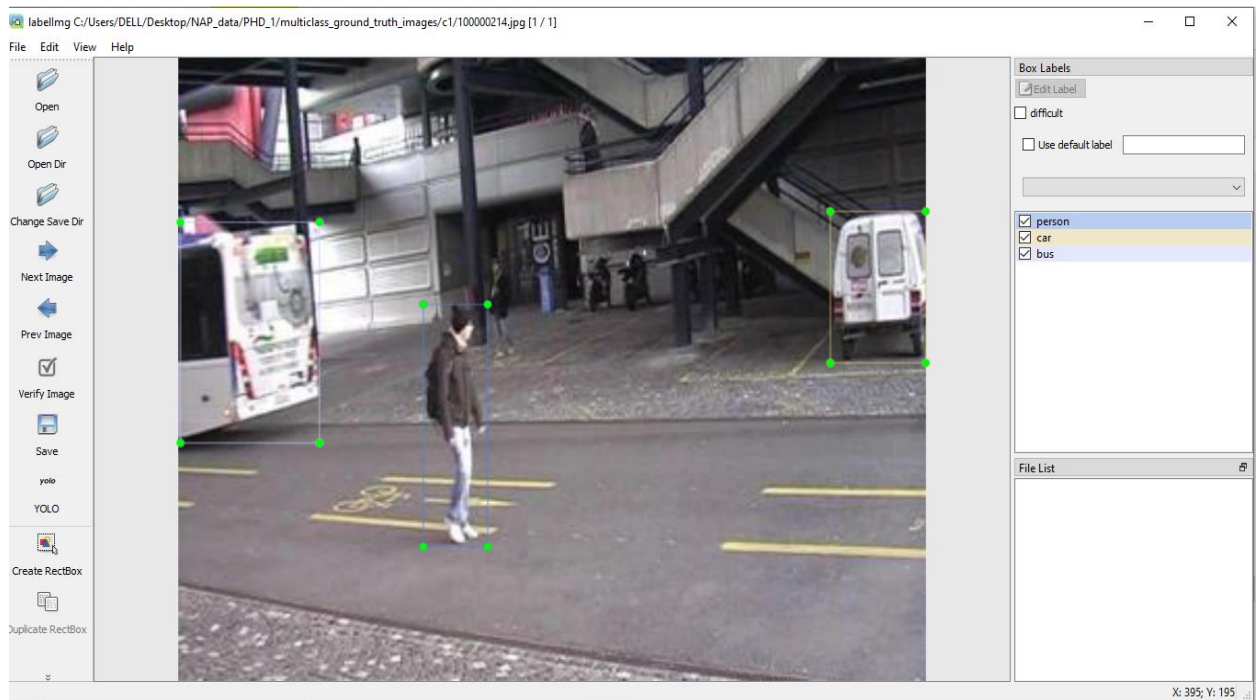 labelImg C:/Users/DELL/Desktop/NAP_data/PHD_1/multiclass_ground_truth_images/c1/100000214.jpg [1 / 1]
File Edit View Help
Open
Open Dir
Change Save Dir
Next Image
Prev Image
Verify Image
Save
yolo
YOLO
Create RectBox
Duplicate RectBox
Box Labels
Edit Label
difficult
Use default label
person
car
bus
File List
X: 395; Y: 195